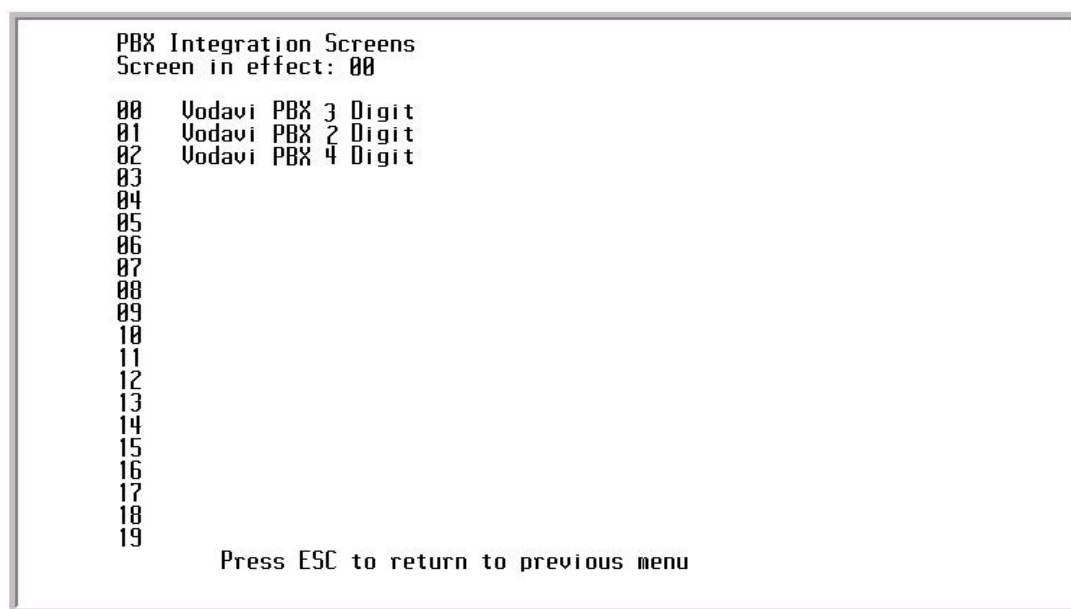 PBX Integration Screens
Screen in effect: 00
00 Vodavi PBX 3 Digit
01 Vodavi PBX 2 Digit
02 Vodavi PBX 4 Digit
03
04
05
06
07
08
09
10
11
12
13
14
15
16
17
18
19
Press ESC to return to previous menu